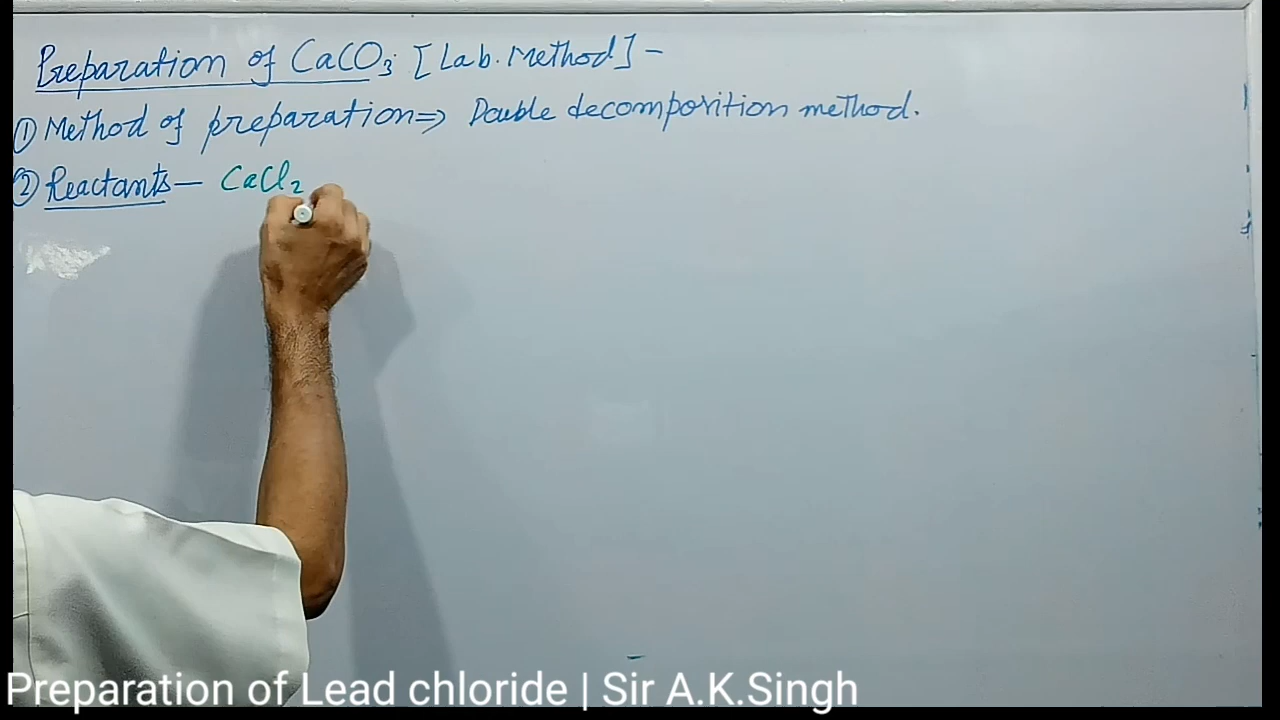 Preparation of CaCO3 [Lab. Method] -
① Method of preparation => Double decomposition method.
② Reactants - CaCl2
Preparation of Lead chloride | Sir A.K.Singh